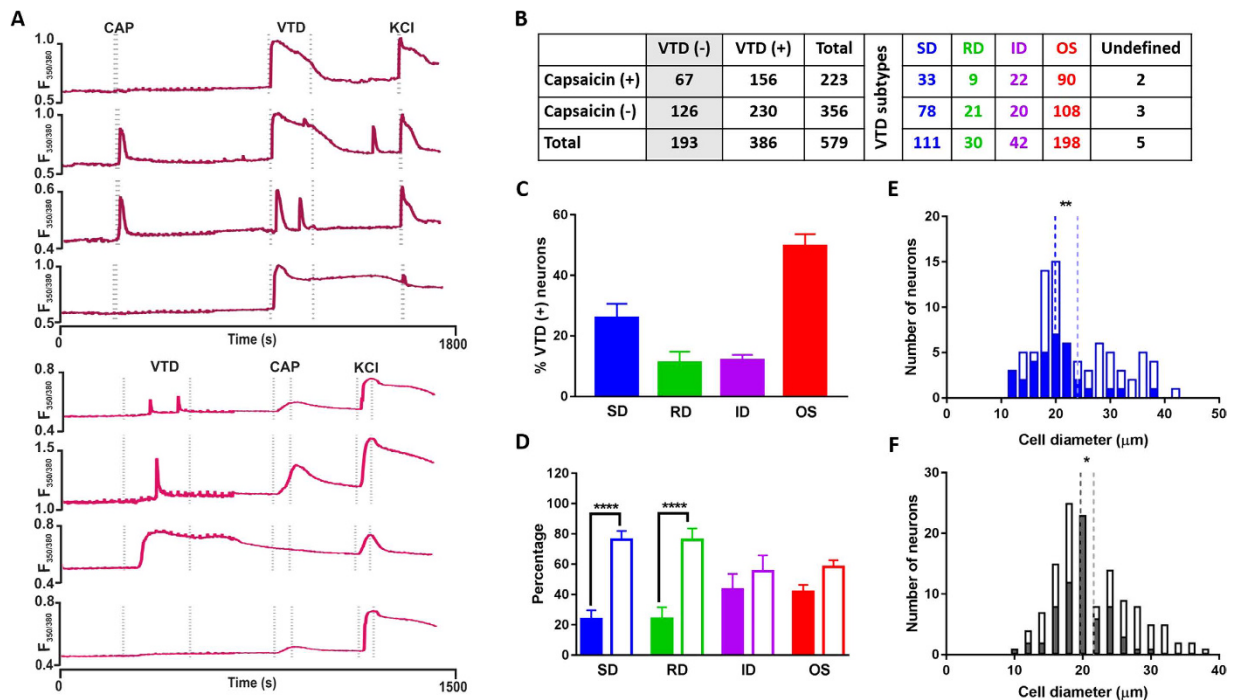 A
CAP VTD KCl
1.0
F350/380
0.5
1.0
F350/380
0.5
0.6
F350/380
0.4
1.0
F350/380
0.5
0 Time (s) 1800
VTD CAP KCl
0.8
F350/380
0.4
1.5
F350/380
1.0
0.8
F350/380
0.4
0.8
F350/380
0.4
0 Time (s) 1500
B
VTD (-) VTD (+) Total VTD subtypes SD RD ID OS Undefined
Capsaicin (+) 67 156 223 33 9 22 90 2
Capsaicin (-) 126 230 356 78 21 20 108 3
Total 193 386 579 111 30 42 198 5
C
% VTD (+) neurons
60
40
20
0
SD RD ID OS
D
Percentage
120
100
80
60
40
20
0
**** ****
SD RD ID OS
E
**
Number of neurons
20
15
10
5
0
0 10 20 30 40 50
Cell diameter (μm)
F
*
Number of neurons
30
20
10
0
0 10 20 30 40
Cell diameter (μm)